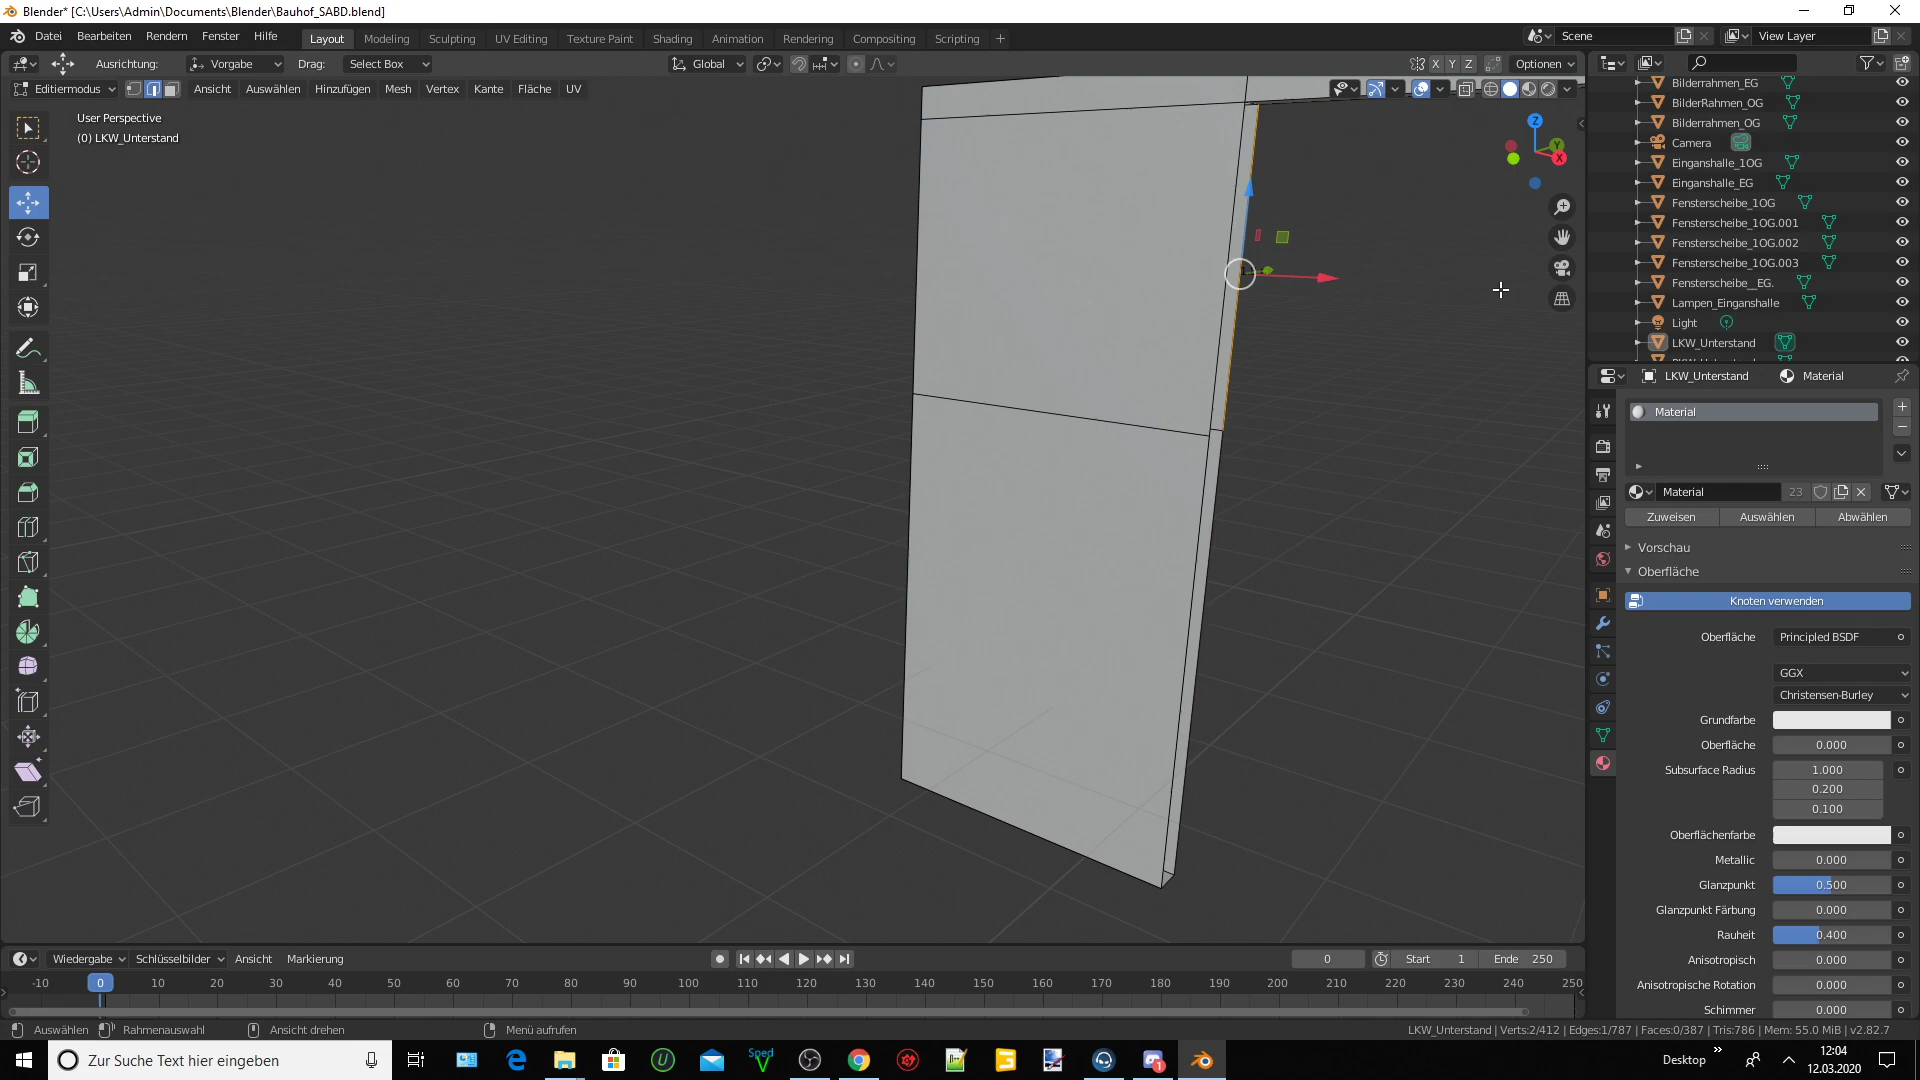 Blender* [C:\Users\Admin\Documents\Blender\Bauhof_SABD.blend]
Datei Bearbeiten Rendern Fenster Hilfe
Layout Modeling Sculpting UV Editing Texture Paint Shading Animation Rendering Compositing Scripting +
Scene
View Layer
Ausrichtung: Vorgabe Drag: Select Box
Global
X Y Z Optionen
Editiermodus Ansicht Auswählen Hinzufügen Mesh Vertex Kante Fläche UV
User Perspective
(0) LKW_Unterstand
Z
Y
X
Bilderrahmen_EG
BilderRahmen_OG
Bilderrahmen_OG
Camera
Einganshalle_1OG
Einganshalle_EG
Fensterscheibe_1OG
Fensterscheibe_1OG.001
Fensterscheibe_1OG.002
Fensterscheibe_1OG.003
Fensterscheibe__EG.
Lampen_Einganshalle
Light
LKW_Unterstand
LKW_Unterstand Material
Material
Material 23
Zuweisen Auswählen Abwählen
Vorschau
Oberfläche
Knoten verwenden
Oberfläche Principled BSDF
GGX
Christensen-Burley
Grundfarbe
Oberfläche 0.000
Subsurface Radius 1.000
0.200
0.100
Oberflächenfarbe
Metallic 0.000
Glanzpunkt 0.500
Glanzpunkt Färbung 0.000
Rauheit 0.400
Anisotropisch 0.000
Anisotropische Rotation 0.000
Schimmer 0.000
Wiedergabe Schlüsselbilder Ansicht Markierung
0 Start 1 Ende 250
-10 0 10 20 30 40 50 60 70 80 90 100 110 120 130 140 150 160 170 180 190 200 210 220 230 240 250
Auswählen Rahmenauswahl Ansicht drehen Menü aufrufen
LKW_Unterstand | Verts:2/412 | Edges:1/787 | Faces:0/387 | Tris:786 | Mem: 55.0 MiB | v2.82.7
Zur Suche Text hier eingeben
Sped
V
1
Desktop
12:04
12.03.2020